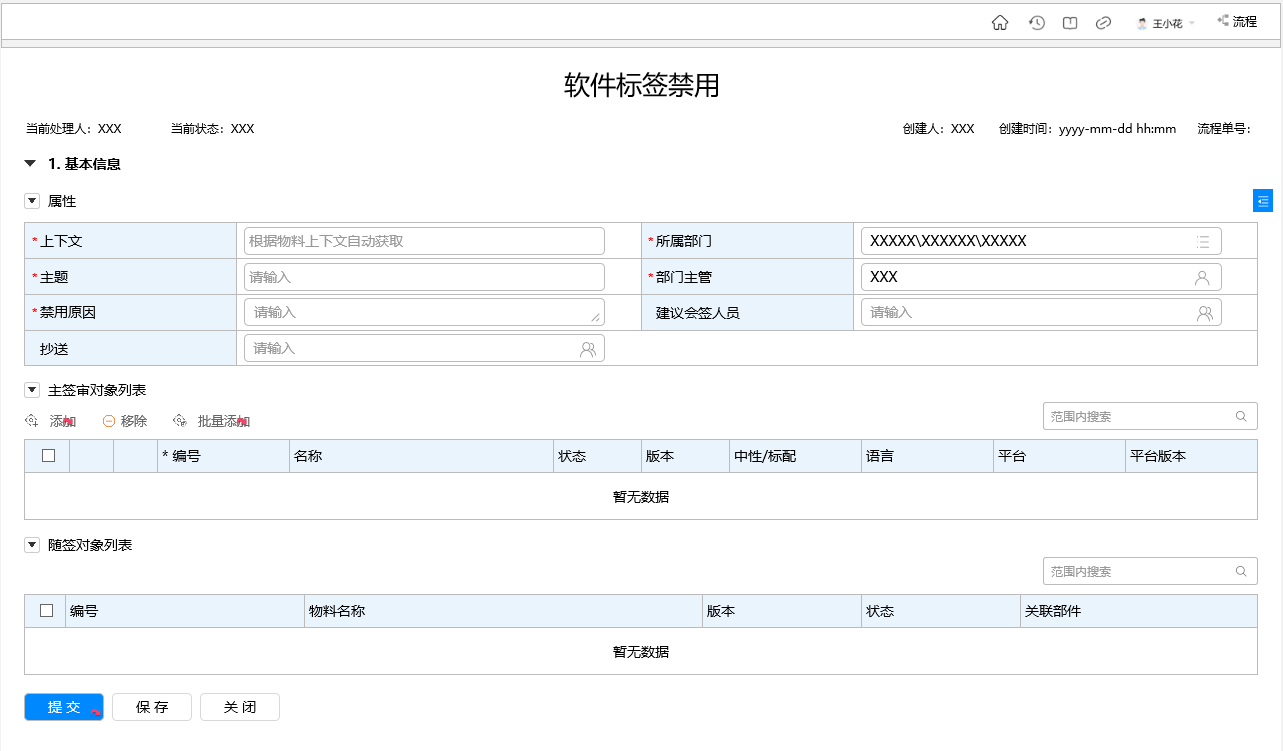 王小花 流程
软件标签禁用
当前处理人：XXX 当前状态：XXX 创建人：XXX 创建时间：yyyy-mm-dd hh:mm 流程单号：
1. 基本信息
属性
*上下文 根据物料上下文自动获取 *所属部门 XXXXX\XXXXXX\XXXXX
*主题 请输入 *部门主管 XXX
*禁用原因 请输入 建议会签人员 请输入
抄送 请输入
主签审对象列表
添加 移除 批量添加 范围内搜索
* 编号 名称 状态 版本 中性/标配 语言 平台 平台版本
暂无数据
随签对象列表
范围内搜索
编号 物料名称 版本 状态 关联部件
暂无数据
提交 保存 关闭